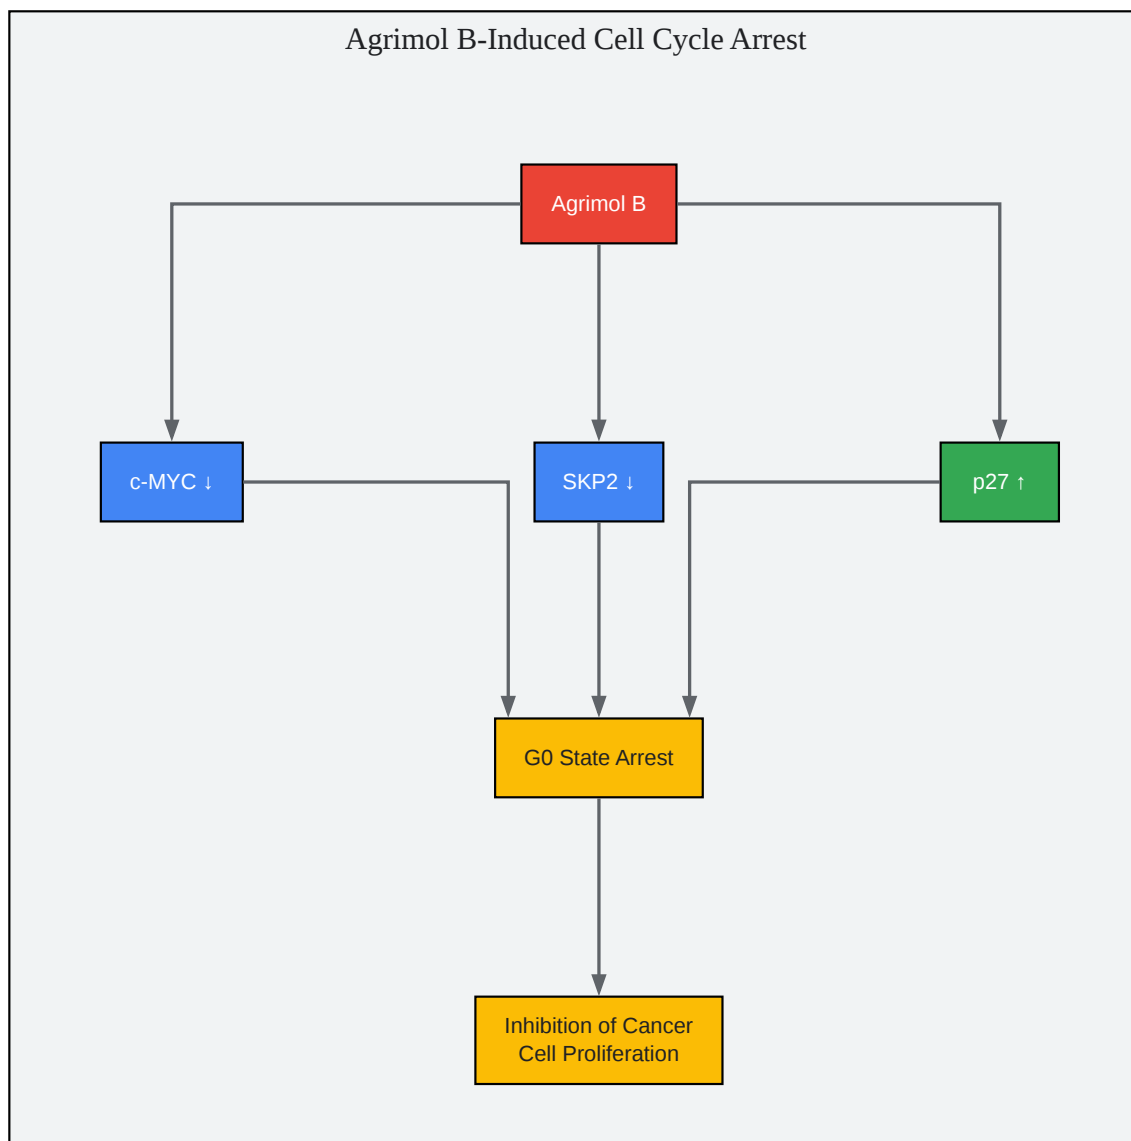 Agrimol B-Induced Cell Cycle Arrest
Agrimol B
c-MYC ↓
SKP2 ↓
p27 ↑
G0 State Arrest
Inhibition of Cancer
Cell Proliferation